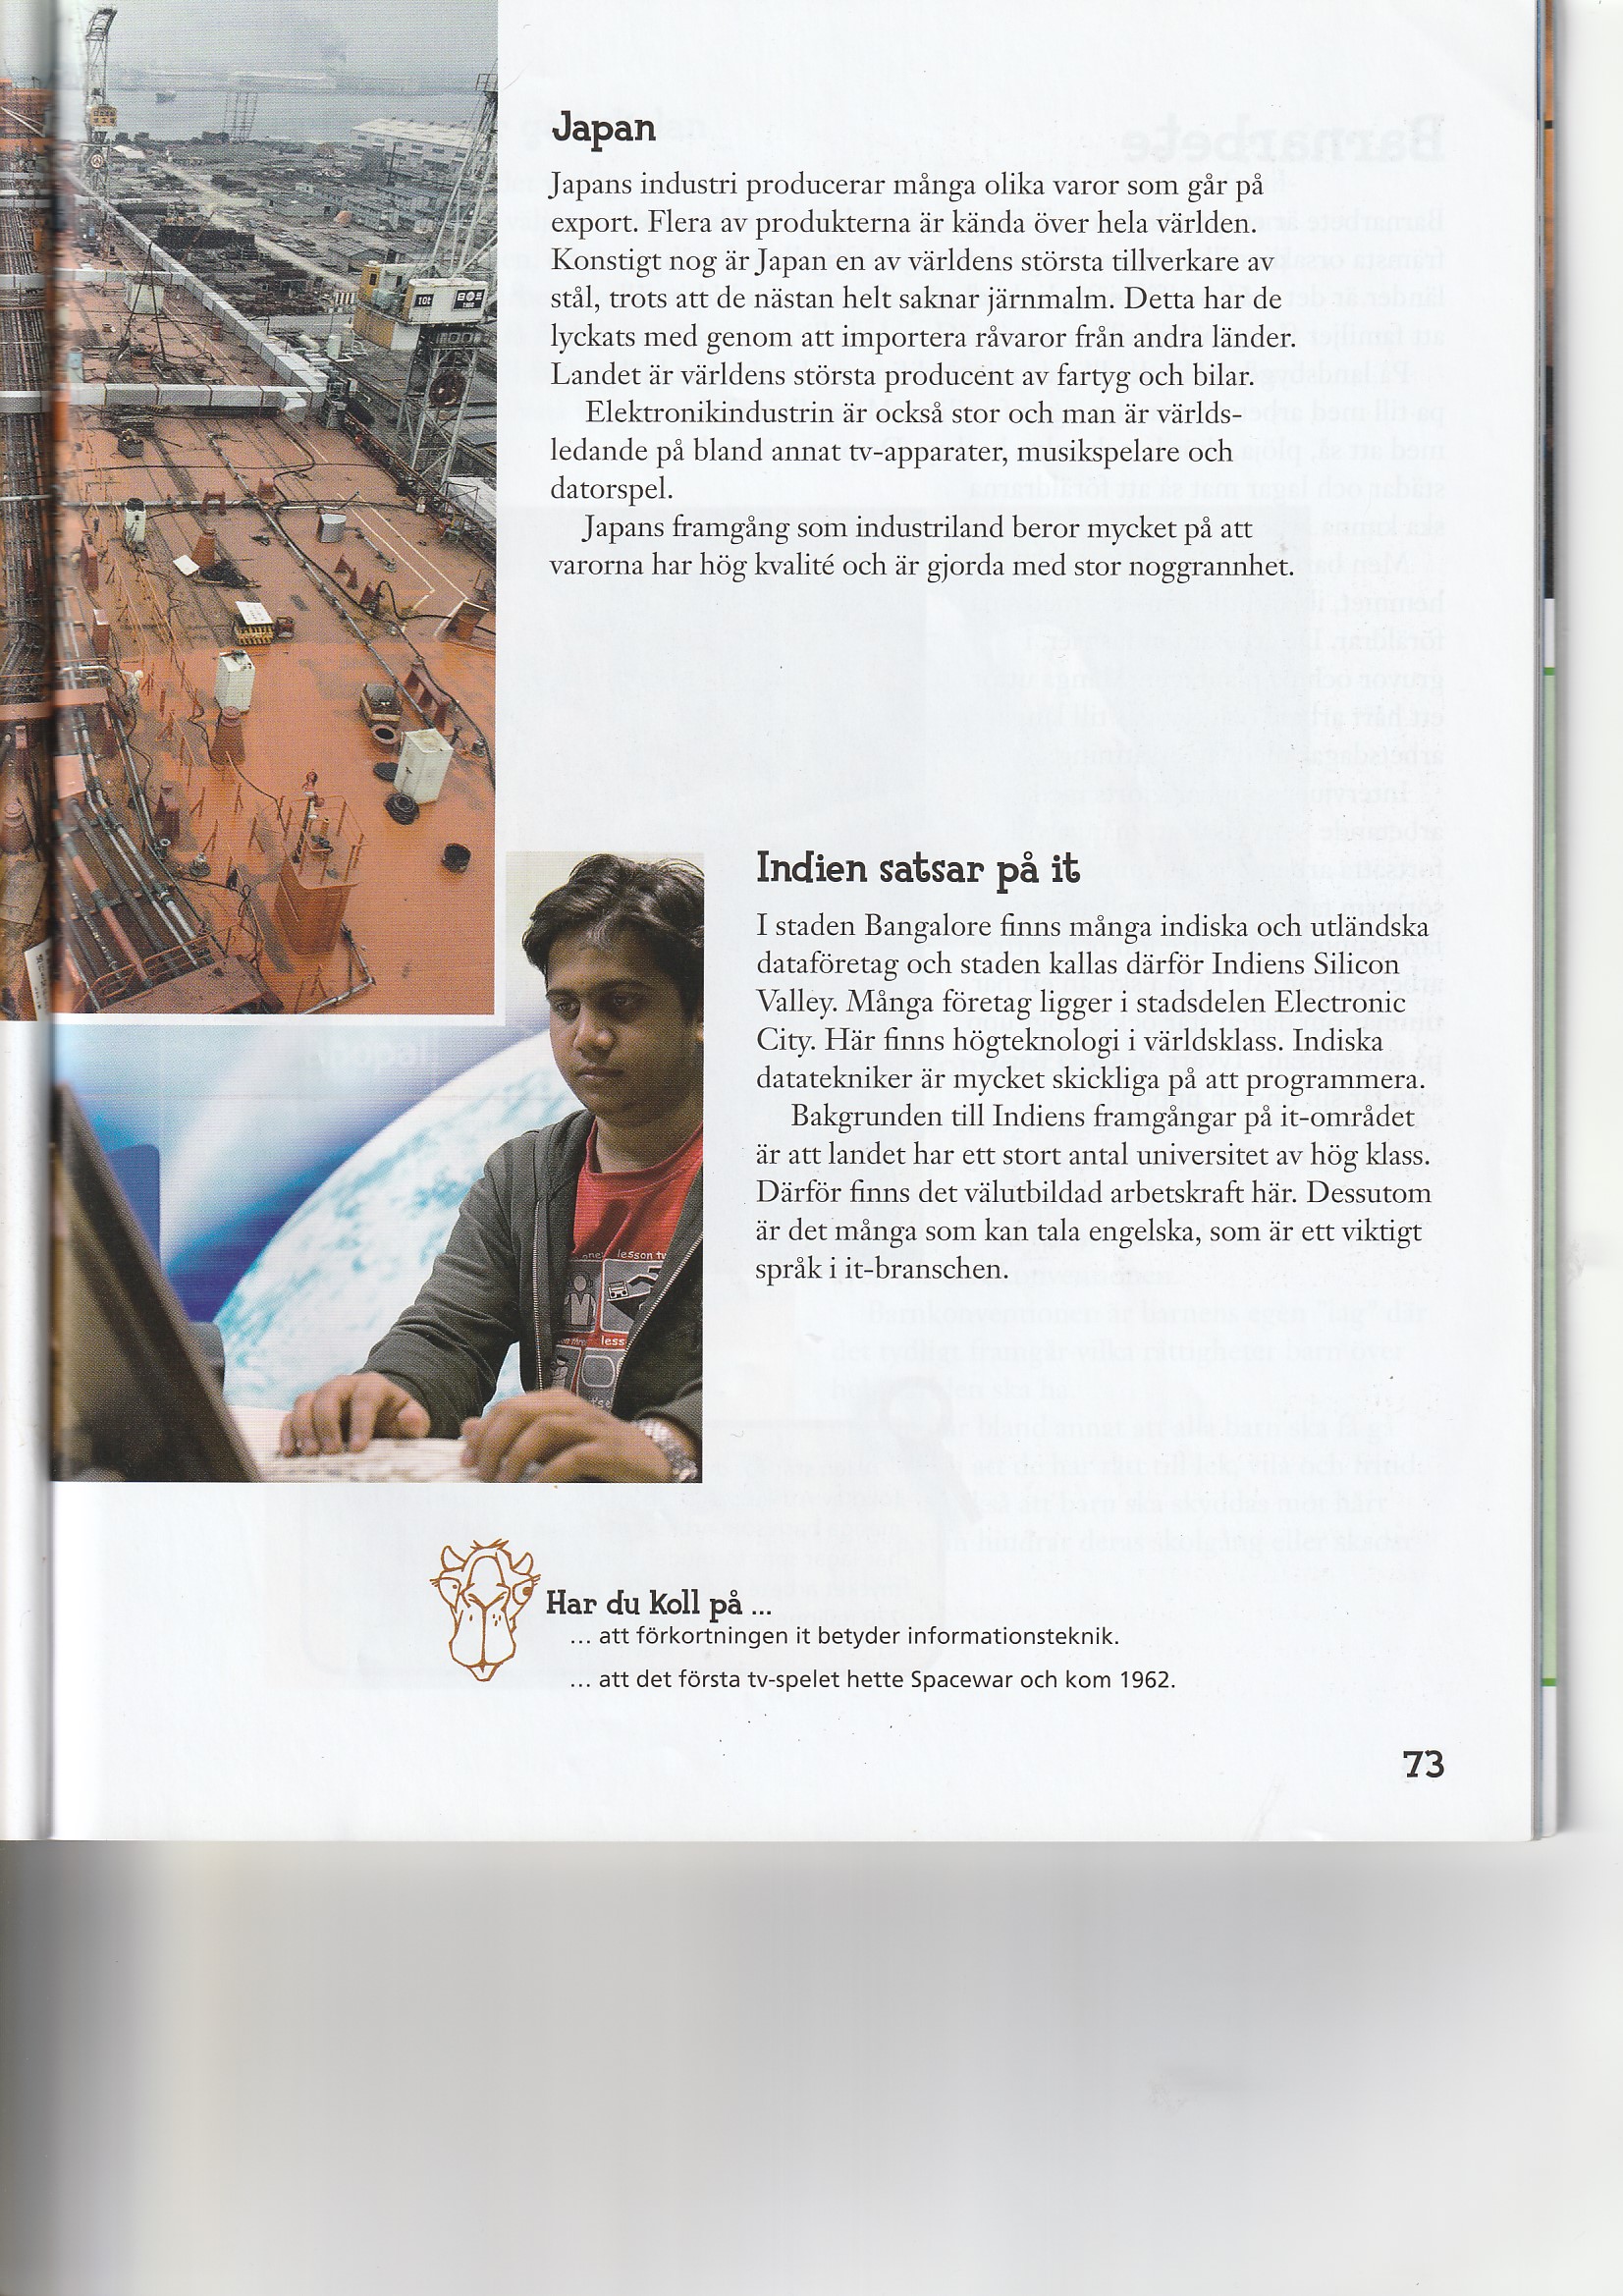 Japan
Japans industri producerar många olika varor som går på
export. Flera av produkterna är kända över hela världen.
Konstigt nog är Japan en av världens största tillverkare av
stål, trots att de nästan helt saknar järnmalm. Detta har de
lyckats med genom att importera råvaror från andra länder.
Landet är världens största producent av fartyg och bilar.
Elektronikindustrin är också stor och man är världs-
ledande på bland annat tv-apparater, musikspelare och
datorspel.
Japans framgång som industriland beror mycket på att
varorna har hög kvalité och är gjorda med stor noggrannhet.
Indien satsar på it
I staden Bangalore finns många indiska och utländska
dataföretag och staden kallas därför Indiens Silicon
Valley. Många företag ligger i stadsdelen Electronic
City. Här finns högteknologi i världsklass. Indiska
datatekniker är mycket skickliga på att programmera.
Bakgrunden till Indiens framgångar på it-området
är att landet har ett stort antal universitet av hög klass.
Därför finns det välutbildad arbetskraft här. Dessutom
är det många som kan tala engelska, som är ett viktigt
språk i it-branschen.
lesson
Har du koll på ...
... att förkortningen it betyder informationsteknik.
... att det första tv-spelet hette Spacewar och kom 1962.
73